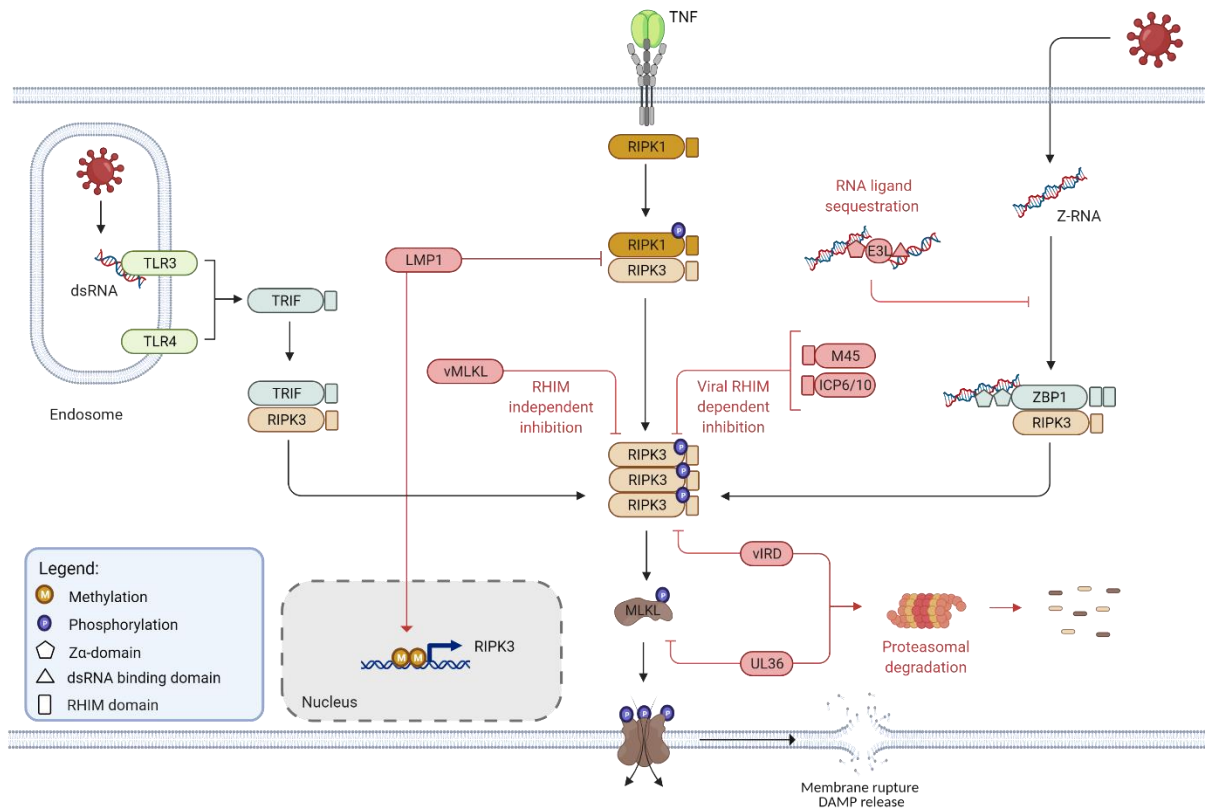 TNF
RIPK1
RNA ligand
sequestration
Z-RNA
TLR3
dsRNA
TLR4
Endosome
TRIF
TRIF
RIPK3
LMP1
P
RIPK1
RIPK3
E3L
vMLKL
RHIM
independent
inhibition
Viral RHIM
dependent
inhibition
M45
ICP6/10
ZBP1
RIPK3
P
RIPK3
P
RIPK3
P
RIPK3
vIRD
P
MLKL
UL36
Proteasomal
degradation
Legend:
M Methylation
P Phosphorylation
Zα-domain
dsRNA binding domain
RHIM domain
M M
RIPK3
Nucleus
P P P
Membrane rupture
DAMP release